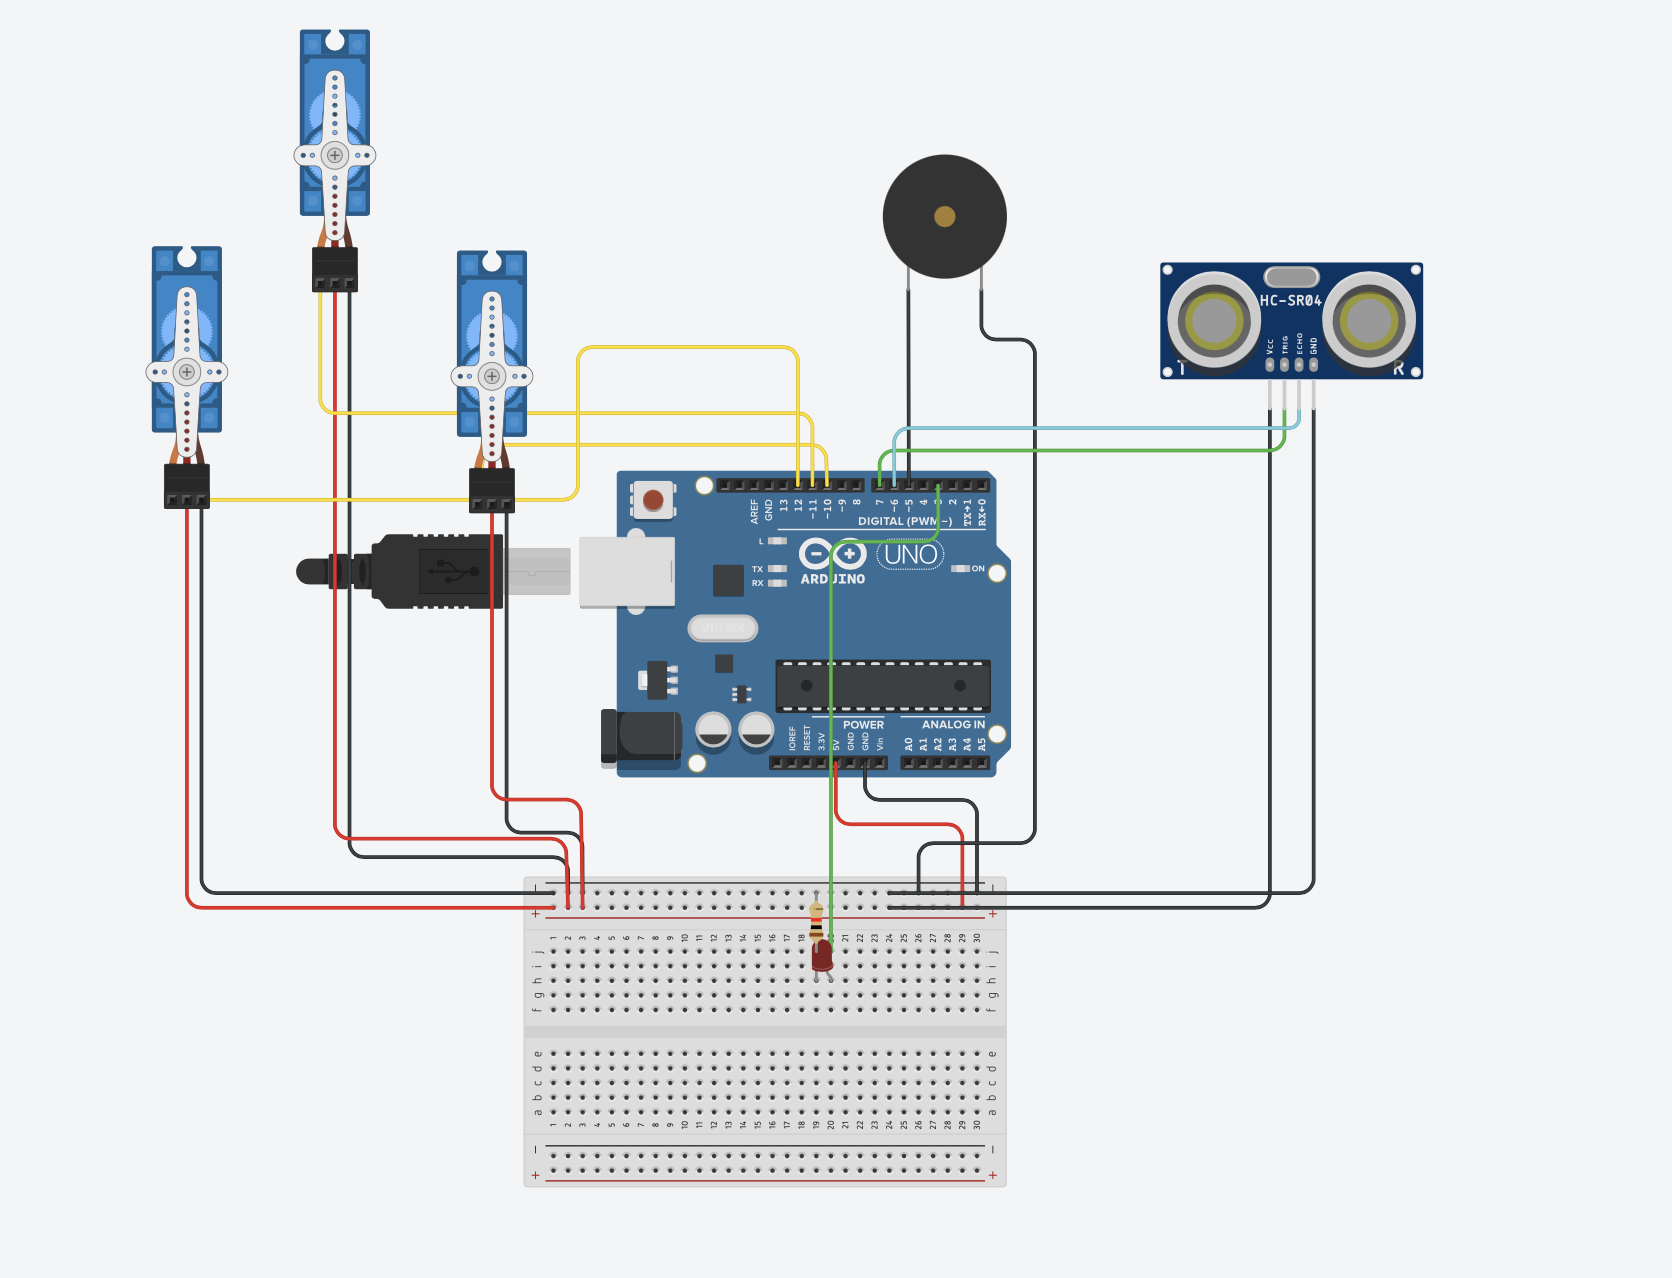 HC-SR04
VCC
TRIG
ECHO
GND
T
R
AREF
GND
13
12
~11
~10
~9
8
7
~6
~5
4
2
TX→1
RX←0
DIGITAL (PWM~)
L
TX
RX
ARDUINO
UNO
ON
POWER
ANALOG IN
IOREF
RESET
3.3V
5V
GND
GND
Vin
A0
A1
A2
A3
A4
A5
− −
+ +
1 2 3 4 5 6 7 8 9 10 11 12 13 14 15 16 17 18 21 22 23 24 25 26 27 28 29 30
j j
i i
h h
g g
f f
e e
d d
c c
b b
a a
1 2 3 4 5 6 7 8 9 10 11 12 13 14 15 16 17 18 19 20 21 22 23 24 25 26 27 28 29 30
− −
+ +